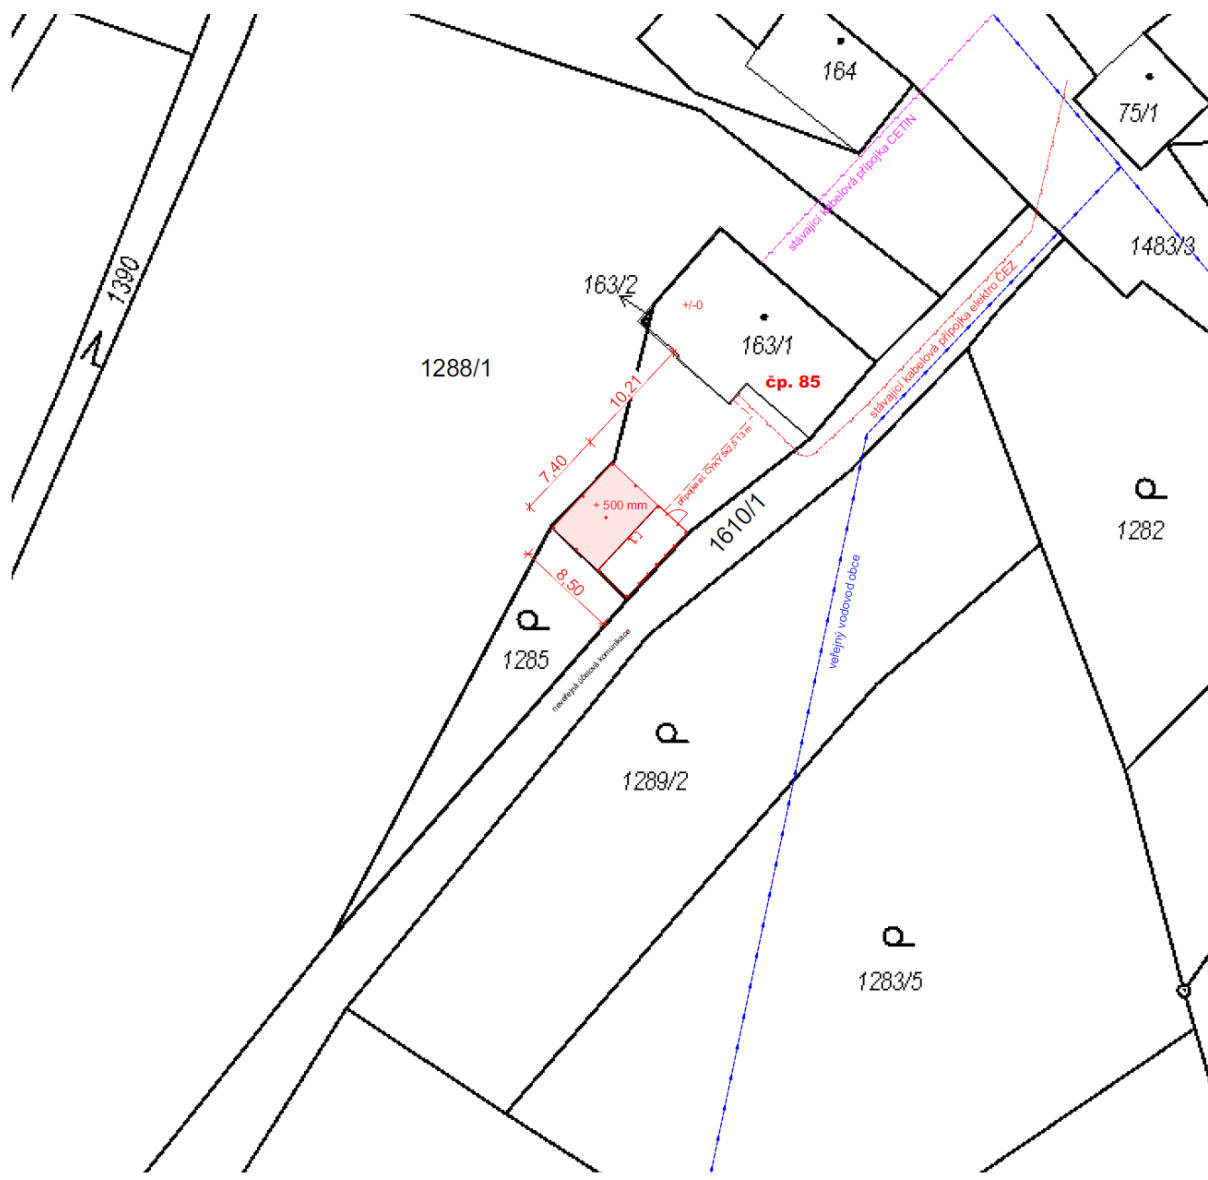 164
75/1
stávající kabelová přípojka CETIN
1483/3
1390
163/2
+/-0
163/1
čp. 85
stávající kabelová přípojka elektro ČEZ
1288/1
10,21
7,40
+ 500 mm
1610/1
1282
8,50
veřejný vodovod obce
1285
neveřejná účelová komunikace
1289/2
1283/5